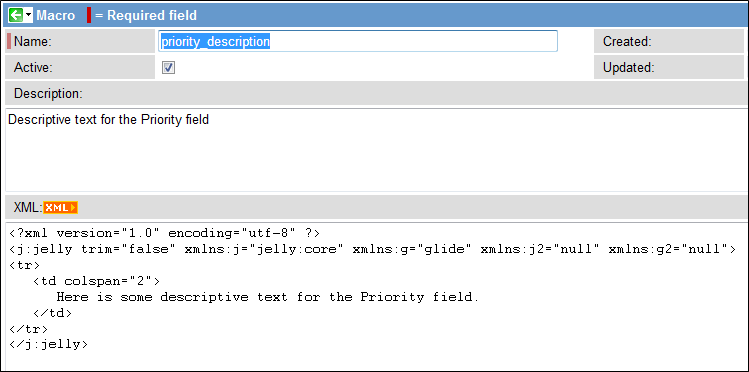 Macro = Required field
Name: priority_description Created:
Active: Updated:
Description:
Descriptive text for the Priority field
XML: XML
<?xml version="1.0" encoding="utf-8" ?>
<j:jelly trim="false" xmlns:j="jelly:core" xmlns:g="glide" xmlns:j2="null" xmlns:g2="null">
<tr>
<td colspan="2">
Here is some descriptive text for the Priority field.
</td>
</tr>
</j:jelly>